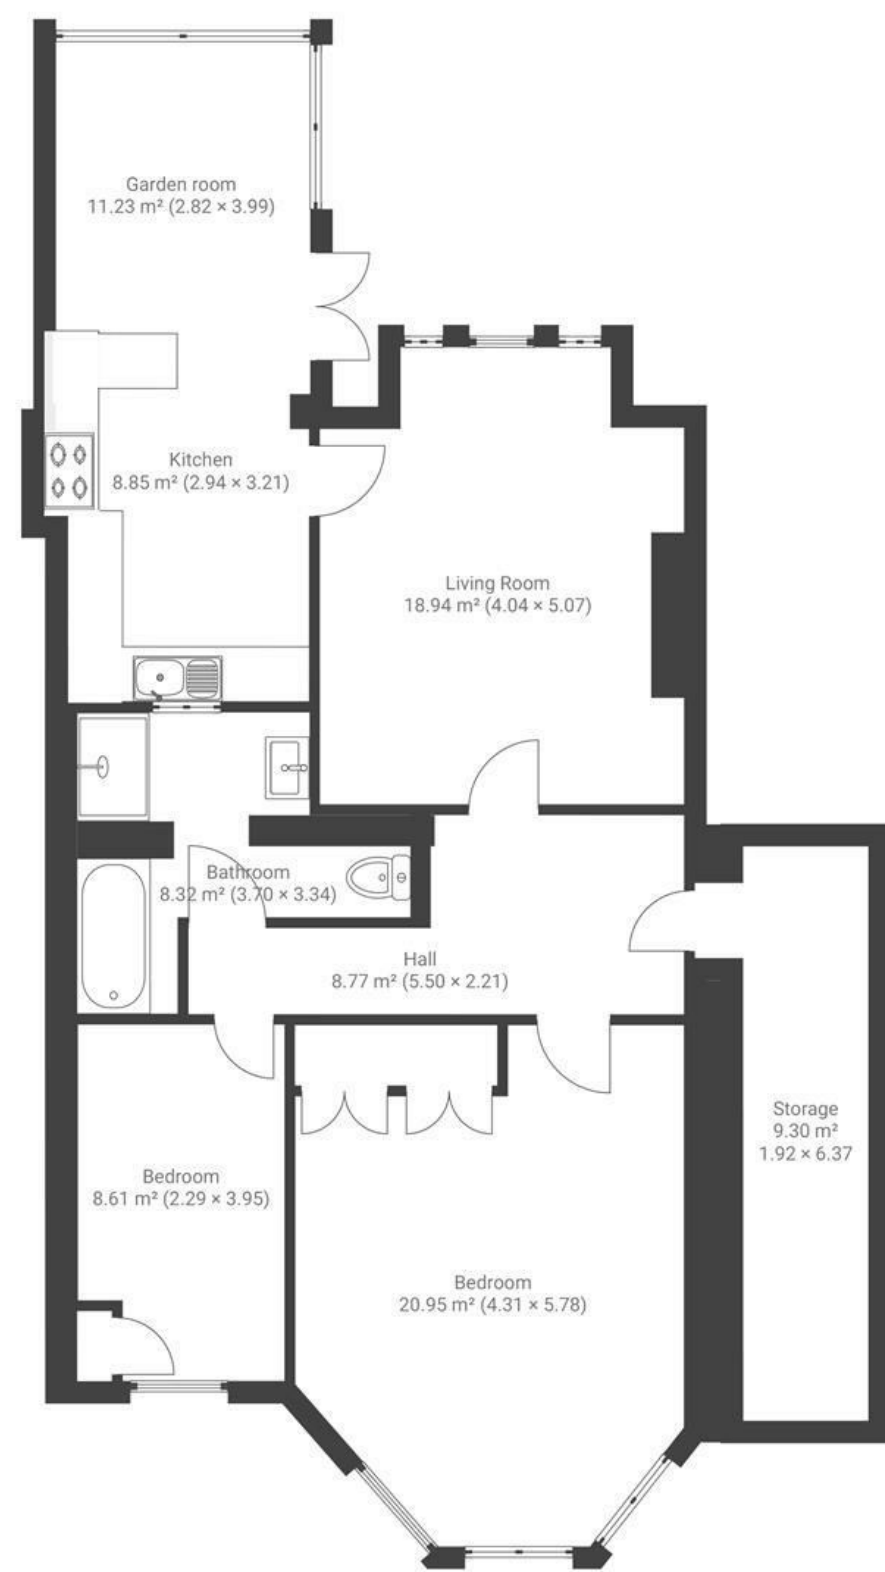 Garden room
11.23 m² (2.82 × 3.99)
Kitchen
8.85 m² (2.94 × 3.21)
Living Room
18.94 m² (4.04 × 5.07)
Bathroom
8.32 m² (3.70 × 3.34)
Hall
8.77 m² (5.50 × 2.21)
Storage
9.30 m²
1.92 × 6.37
Bedroom
8.61 m² (2.29 × 3.95)
Bedroom
20.95 m² (4.31 × 5.78)